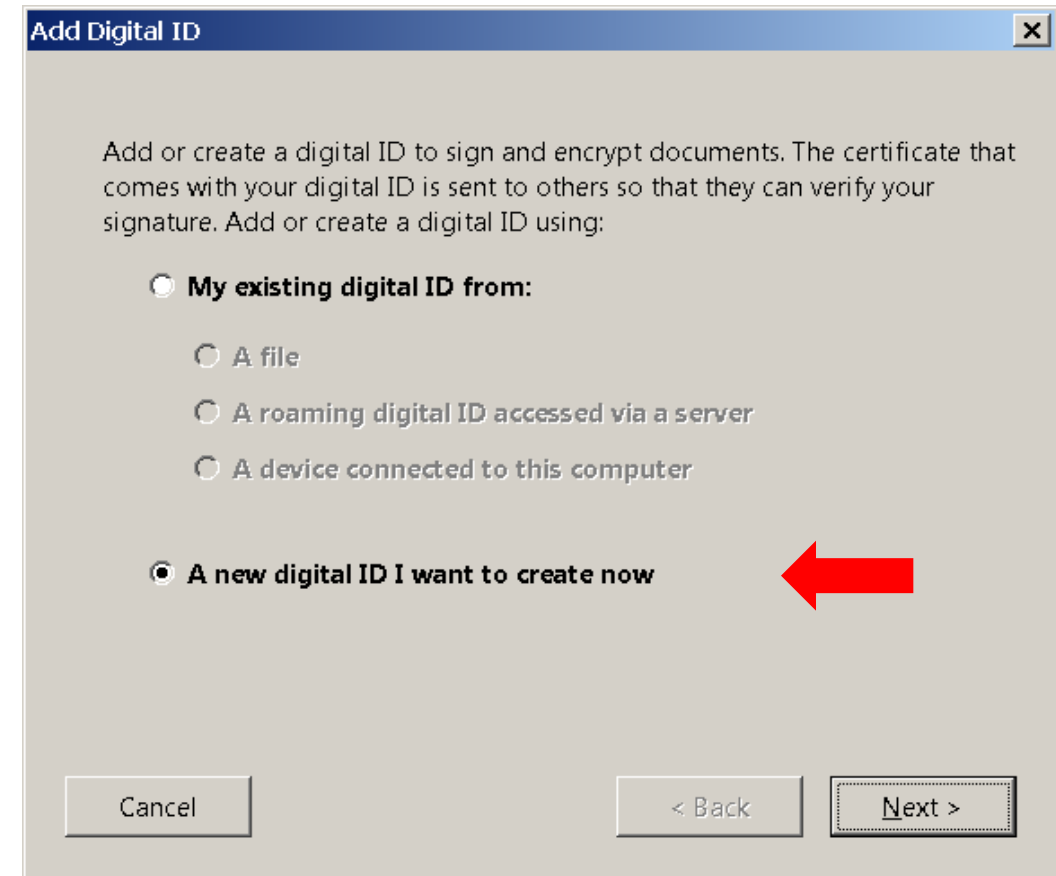 Add Digital ID
Add or create a digital ID to sign and encrypt documents. The certificate that
comes with your digital ID is sent to others so that they can verify your
signature. Add or create a digital ID using:
My existing digital ID from:
A file
A roaming digital ID accessed via a server
A device connected to this computer
A new digital ID I want to create now
Cancel
< Back
Next >